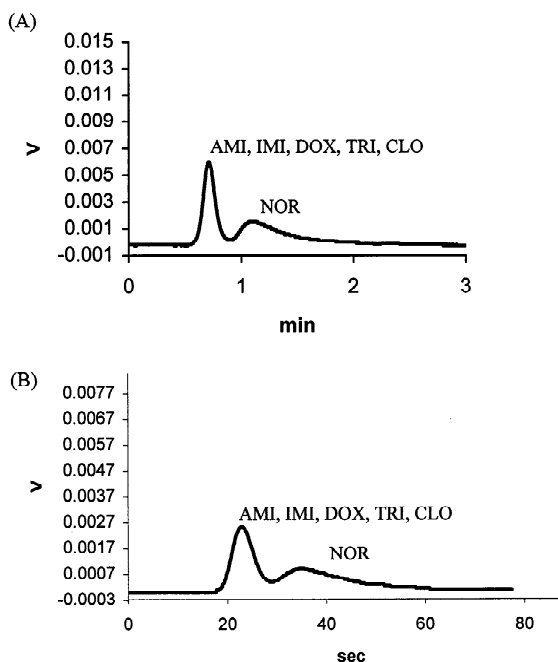 (A)
0.015
0.013
0.011
0.009
0.007
0.005
0.003
0.001
-0.001
V
AMI, IMI, DOX, TRI, CLO
NOR
0 1 2 3
min
(B)
0.0077
0.0067
0.0057
0.0047
0.0037
0.0027
0.0017
0.0007
-0.0003
V
AMI, IMI, DOX, TRI, CLO
NOR
0 20 40 60 80
sec